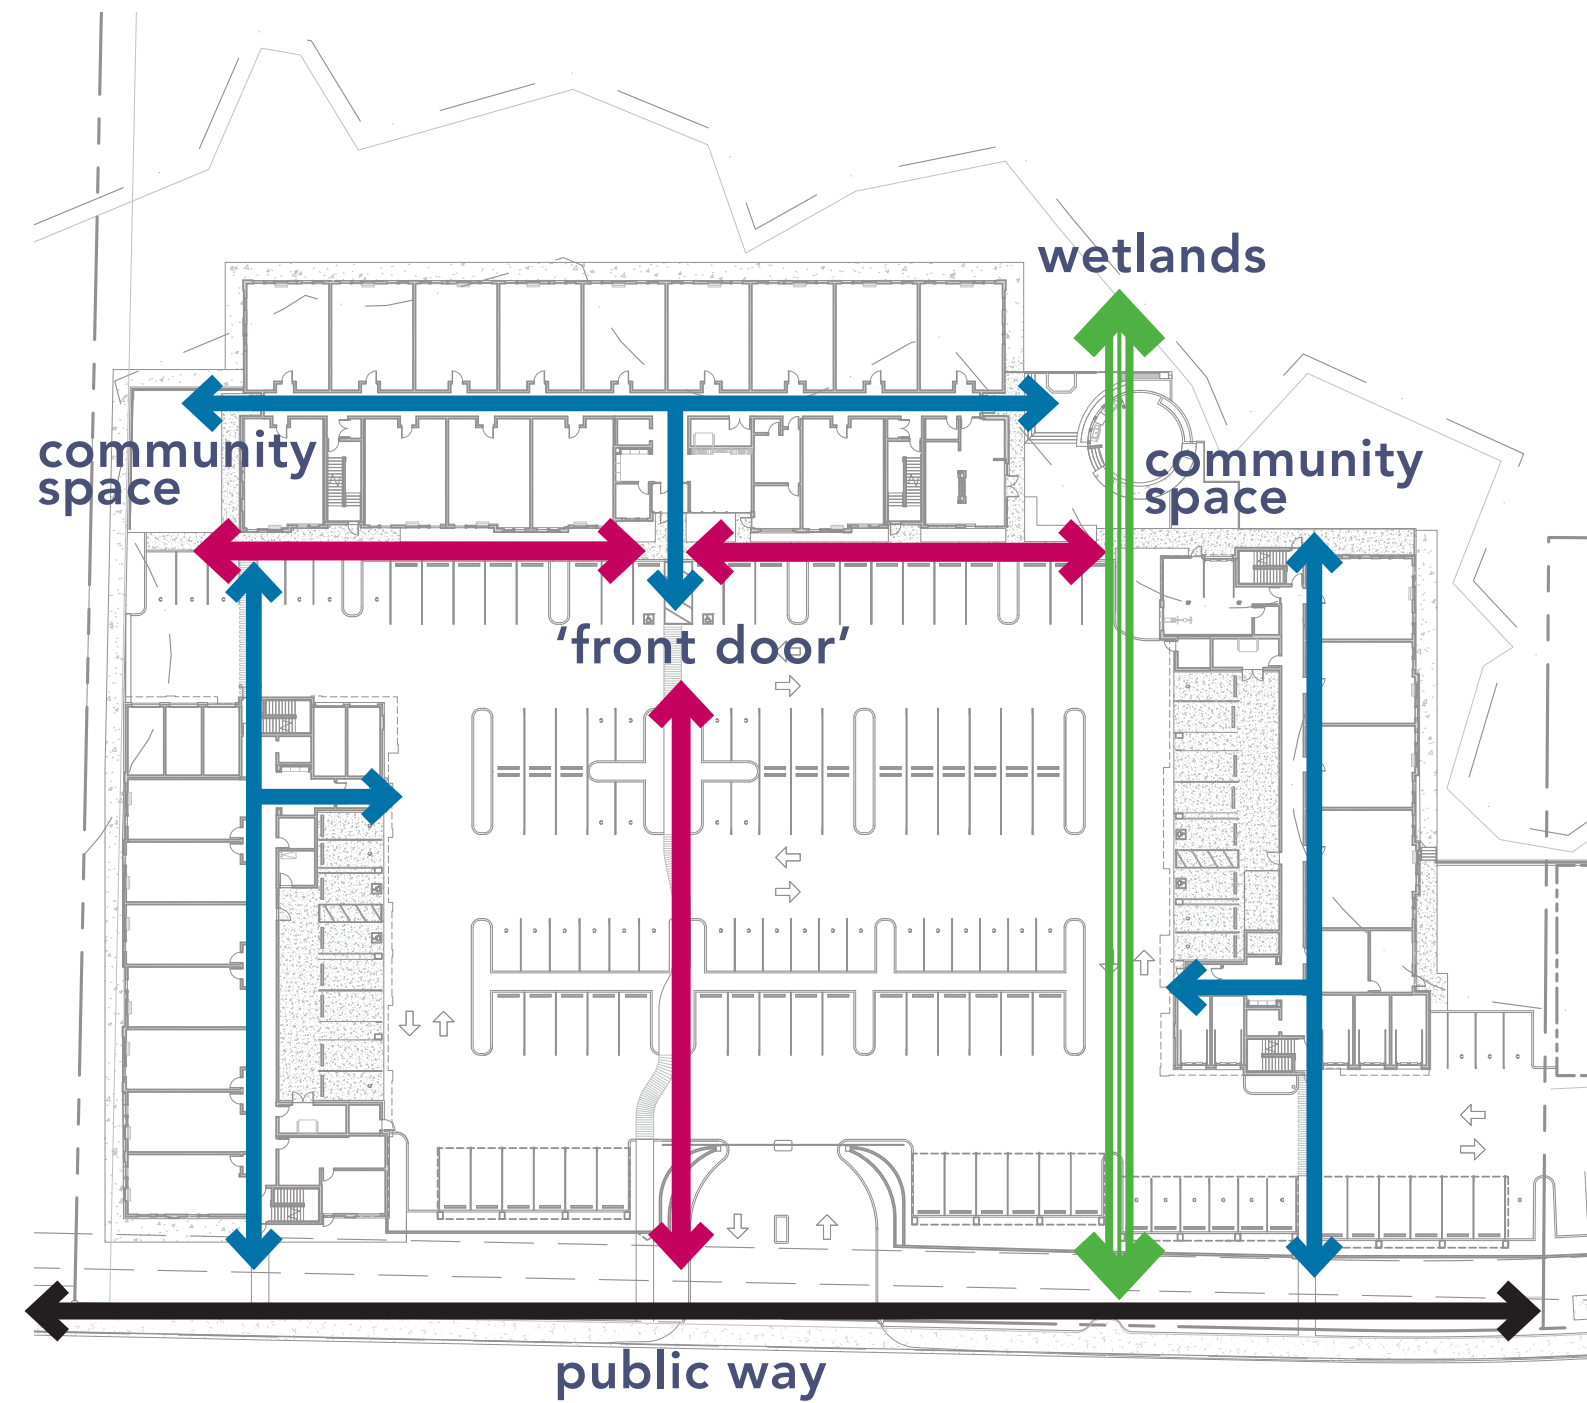 wetlands
community
space
community
space
‘front door’
public way